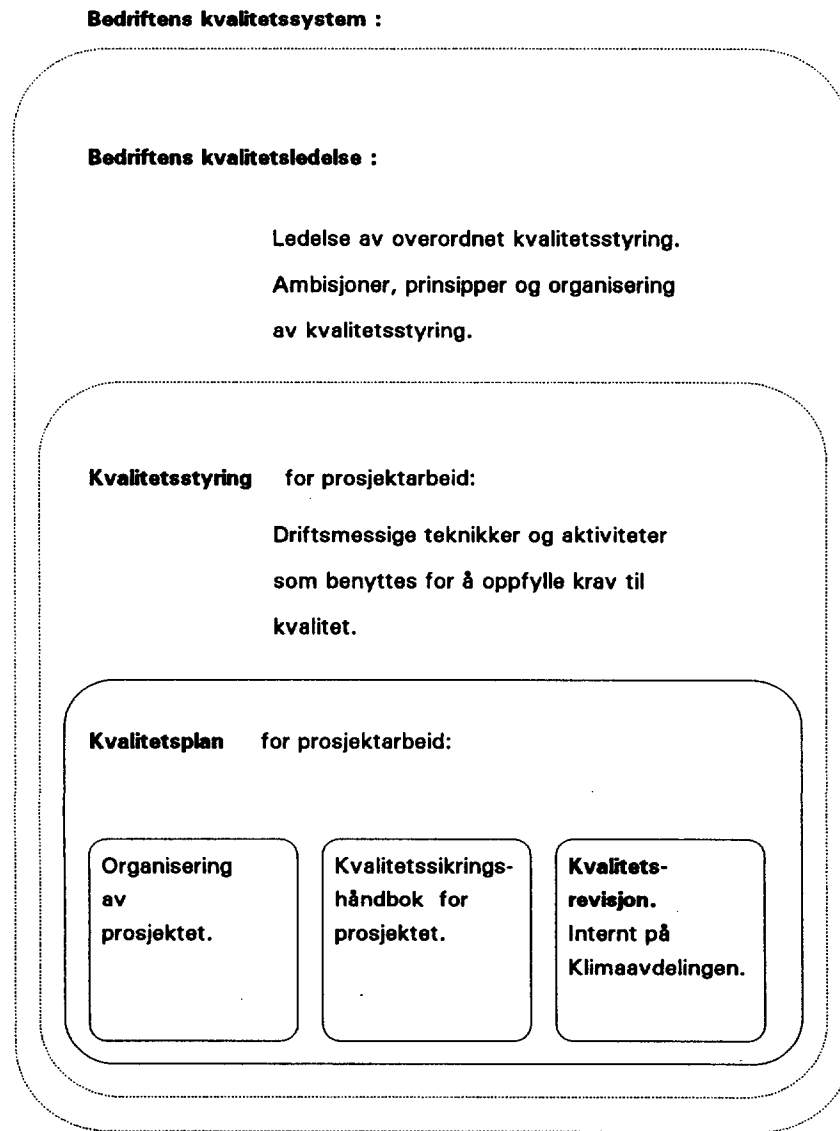 Bedriftens kvalitetssystem :
Bedriftens kvalitetsledelse :
Ledelse av overordnet kvalitetsstyring.
Ambisjoner, prinsipper og organisering
av kvalitetsstyring.
Kvalitetsstyring for prosjektarbeid:
Driftsmessige teknikker og aktiviteter
som benyttes for å oppfylle krav til
kvalitet.
Kvalitetsplan for prosjektarbeid:
Organisering
av
prosjektet.
Kvalitetssikrings-
håndbok for
prosjektet.
Kvalitets-
revisjon.
Internt på
Klimaavdelingen.